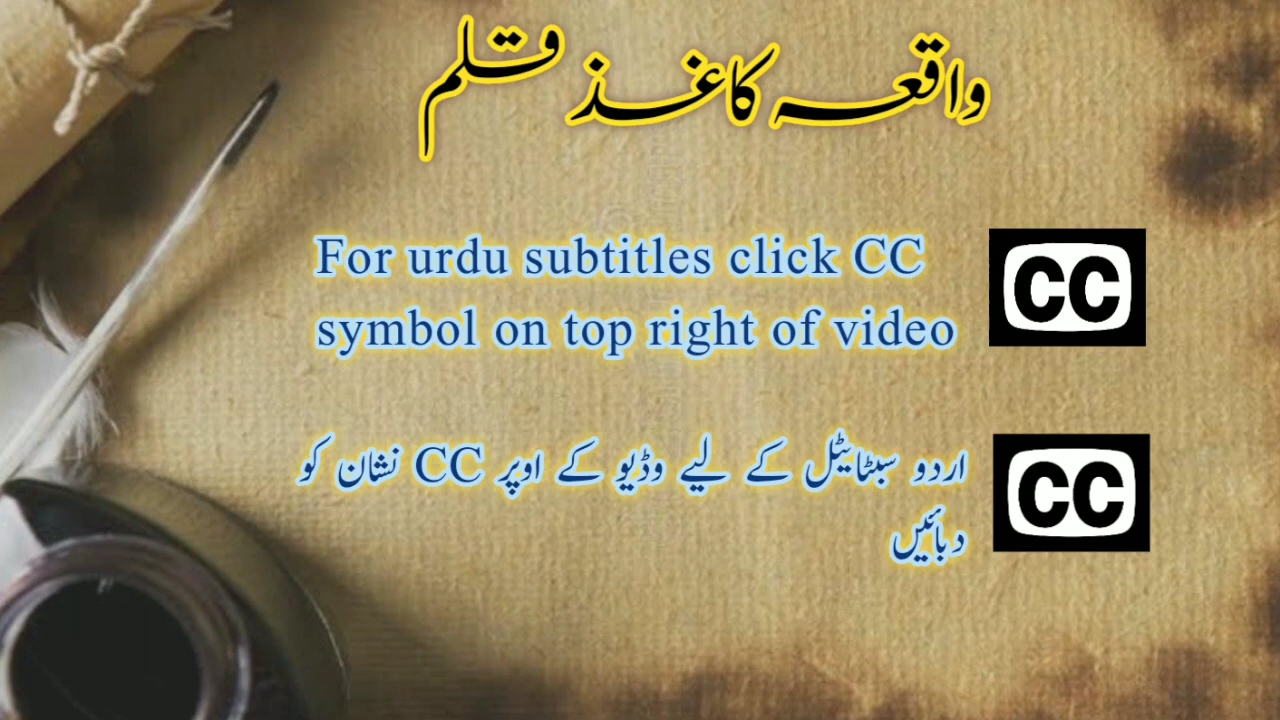 واقعہ کاغذ قلم
For urdu subtitles click CC
CC
symbol on top right of video
اردو سبٹایٹل کے لیے وڈیو کے اوپر CC نشان کو
CC
دبائیں